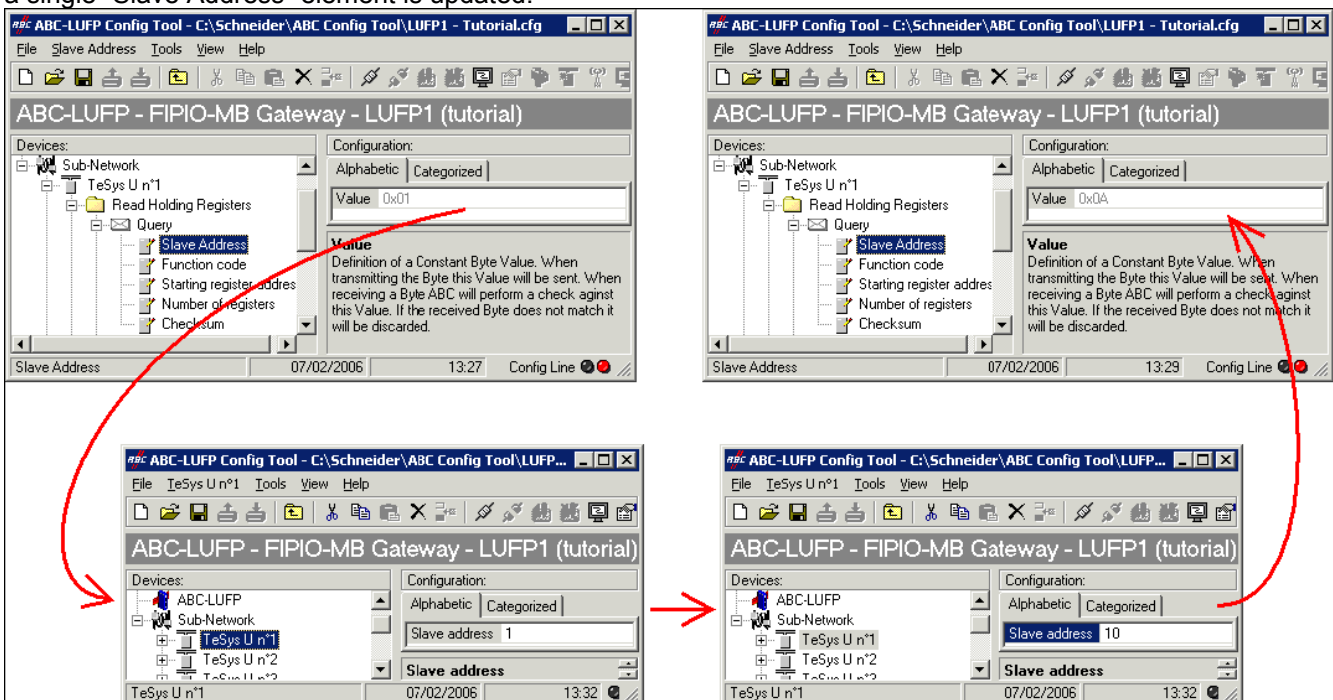 a single "Slave Address" element is updated:
ABC-LUFP Config Tool - C:\Schneider\ABC Config Tool\LUFP1 - Tutorial.cfg
File Slave Address Tools View Help
ABC-LUFP - FIPIO-MB Gateway - LUFP1 (tutorial)
Devices:
Sub-Network
TeSys U n°1
Read Holding Registers
Query
Slave Address
Function code
Starting register addres
Number of registers
Checksum
Configuration:
Alphabetic Categorized
Value 0x01
Value
Definition of a Constant Byte Value. When
transmitting the Byte this Value will be sent. When
receiving a Byte ABC will perform a check aginst
this Value. If the received Byte does not match it
will be discarded.
Slave Address 07/02/2006 13:27 Config Line
ABC-LUFP Config Tool - C:\Schneider\ABC Config Tool\LUFP1 - Tutorial.cfg
File Slave Address Tools View Help
ABC-LUFP - FIPIO-MB Gateway - LUFP1 (tutorial)
Devices:
Sub-Network
TeSys U n°1
Read Holding Registers
Query
Slave Address
Function code
Starting register addres
Number of registers
Checksum
Configuration:
Alphabetic Categorized
Value 0x0A
Value
Definition of a Constant Byte Value. When
transmitting the Byte this Value will be sent. When
receiving a Byte ABC will perform a check aginst
this Value. If the received Byte does not match it
will be discarded.
Slave Address 07/02/2006 13:29 Config Line
ABC-LUFP Config Tool - C:\Schneider\ABC Config Tool\LUFP...
File TeSys U n°1 Tools View Help
ABC-LUFP - FIPIO-MB Gateway - LUFP1 (tutorial)
Devices:
ABC-LUFP
Sub-Network
TeSys U n°1
TeSys U n°2
Configuration:
Alphabetic Categorized
Slave address 1
Slave address
TeSys U n°1 07/02/2006 13:32
ABC-LUFP Config Tool - C:\Schneider\ABC Config Tool\LUFP...
File TeSys U n°1 Tools View Help
ABC-LUFP - FIPIO-MB Gateway - LUFP1 (tutorial)
Devices:
ABC-LUFP
Sub-Network
TeSys U n°1
TeSys U n°2
Configuration:
Alphabetic Categorized
Slave address 10
Slave address
TeSys U n°1 07/02/2006 13:32